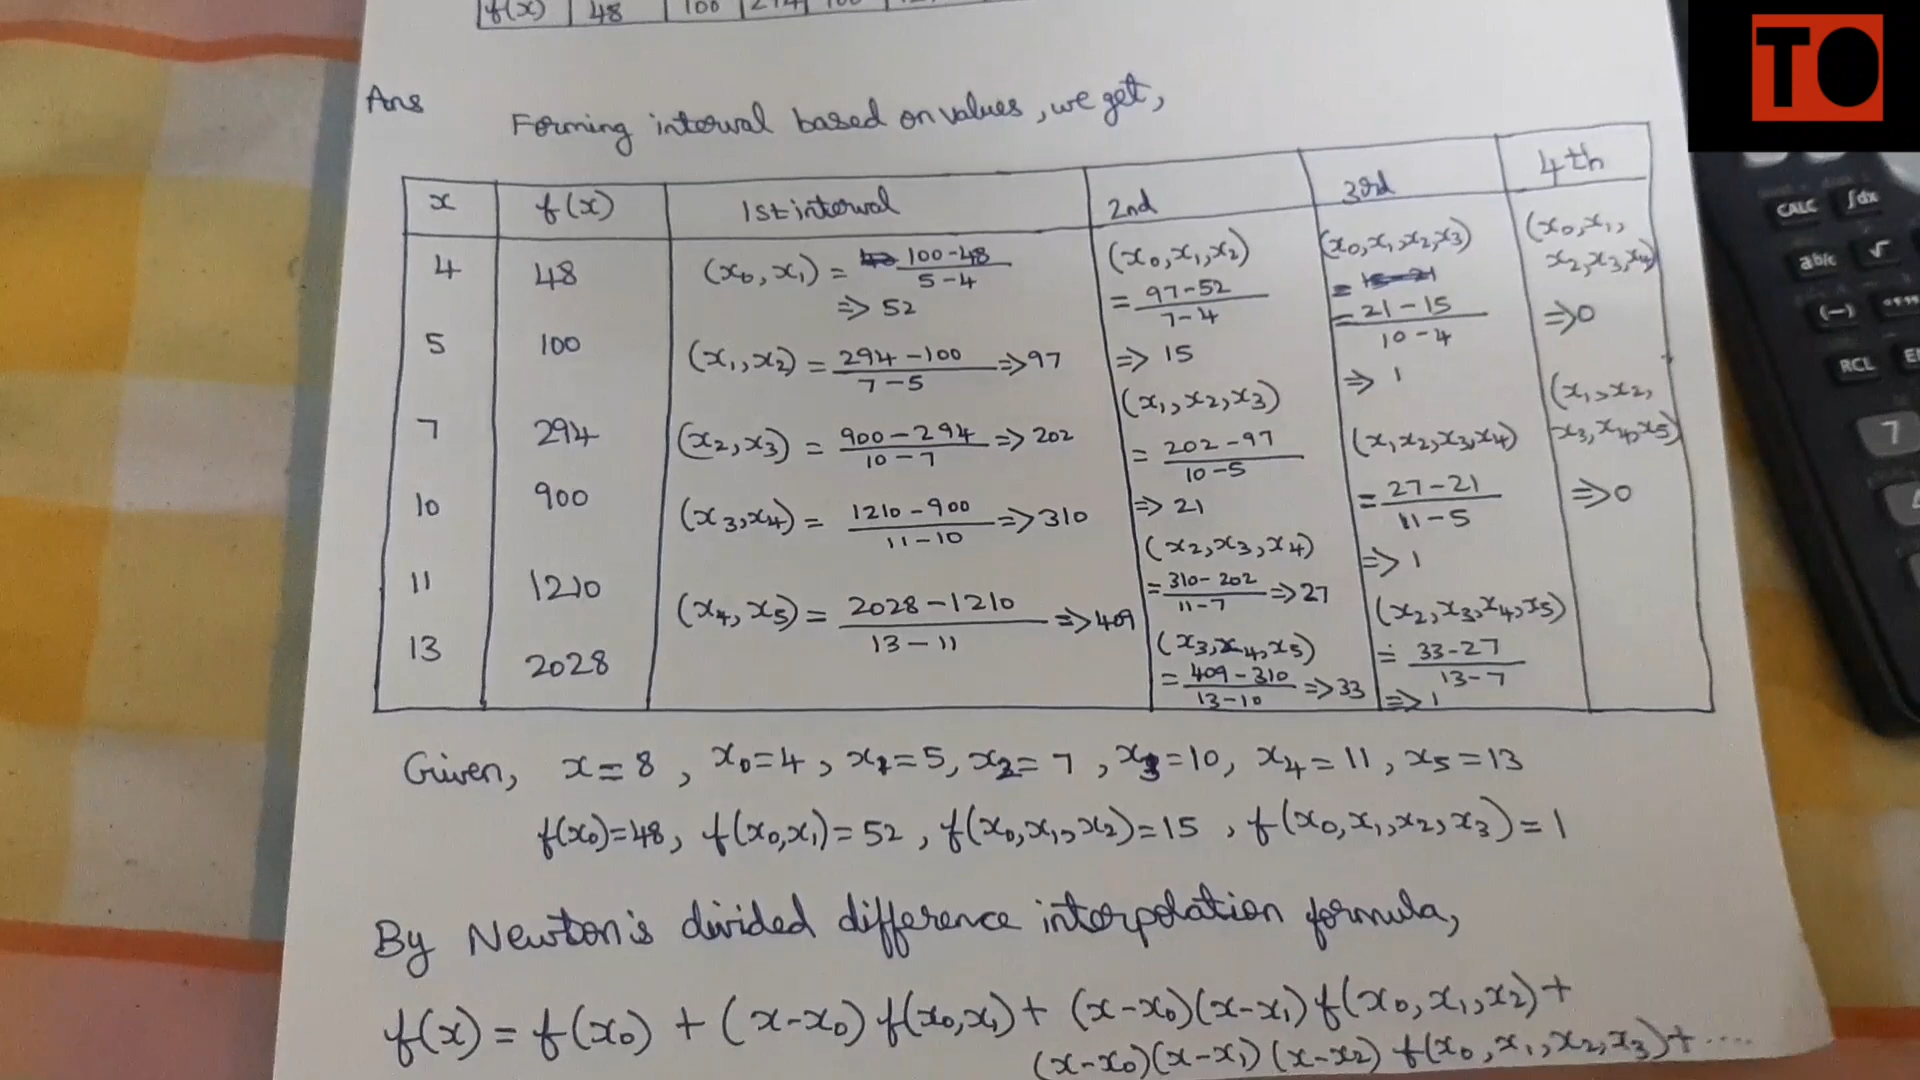 TO
f(x) 48 100 294
Ans
Forming interval based on values, we get,
x f(x) 1st interval 2nd 3rd 4th
4 48 (x0, x1) = 100-48 / 5-4 => 52
5 100 (x1, x2) = 294-100 / 7-5 => 97
7 294 (x2, x3) = 900-294 / 10-7 => 202
10 900 (x3, x4) = 1210-900 / 11-10 => 310
11 1210 (x4, x5) = 2028-1210 / 13-11 => 409
13 2028
(x0, x1, x2) = 97-52 / 7-4 => 15
(x1, x2, x3) = 202-97 / 10-5 => 21
(x2, x3, x4) = 310-202 / 11-7 => 27
(x3, x4, x5) = 409-310 / 13-10 => 33
(x0, x1, x2, x3) = 21-15 / 10-4 => 1
(x1, x2, x3, x4) = 27-21 / 11-5 => 1
(x2, x3, x4, x5) = 33-27 / 13-7 => 1
(x0, x1, x2, x3, x4) => 0
(x1, x2, x3, x4, x5) => 0
Given, x = 8, x0=4, x1=5, x2=7, x3=10, x4=11, x5=13
f(x0)=48, f(x0,x1)=52, f(x0,x1,x2)=15, f(x0,x1,x2,x3)=1
By Newton's divided difference interpolation formula,
f(x) = f(x0) + (x-x0) f(x0,x1) + (x-x0)(x-x1) f(x0,x1,x2) +
(x-x0)(x-x1)(x-x2) f(x0,x1,x2,x3) + ....
CALC ∫dx
ab/c √
(-)
RCL
7